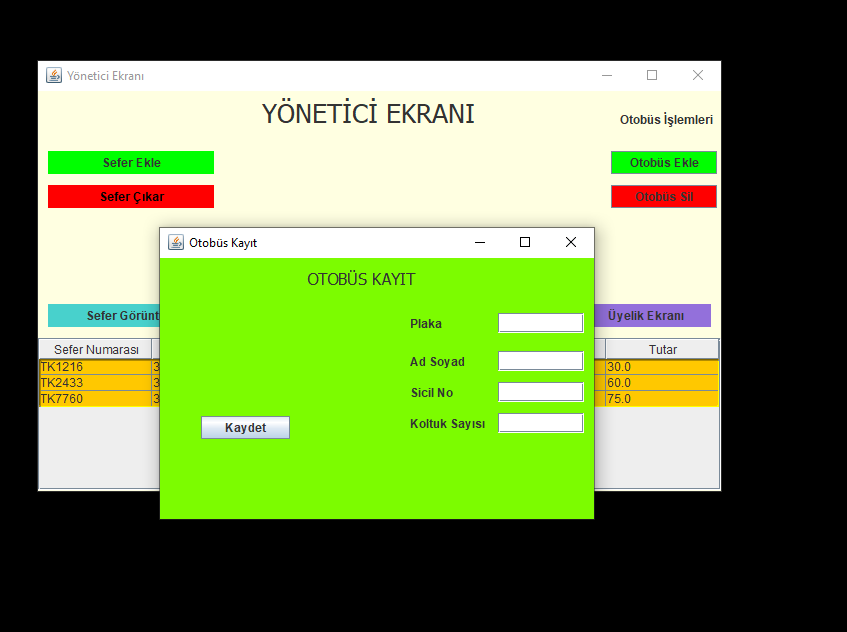 Yönetici Ekranı
YÖNETİCİ EKRANI
Otobüs İşlemleri
Sefer Ekle
Otobüs Ekle
Sefer Çıkar
Otobüs Sil
Otobüs Kayıt
OTOBÜS KAYIT
Plaka
Ad Soyad
Sicil No
Koltuk Sayısı
Kaydet
Sefer Görünt
Üyelik Ekranı
Sefer Numarası Tutar
TK1216 3 30.0
TK2433 3 60.0
TK7760 3 75.0